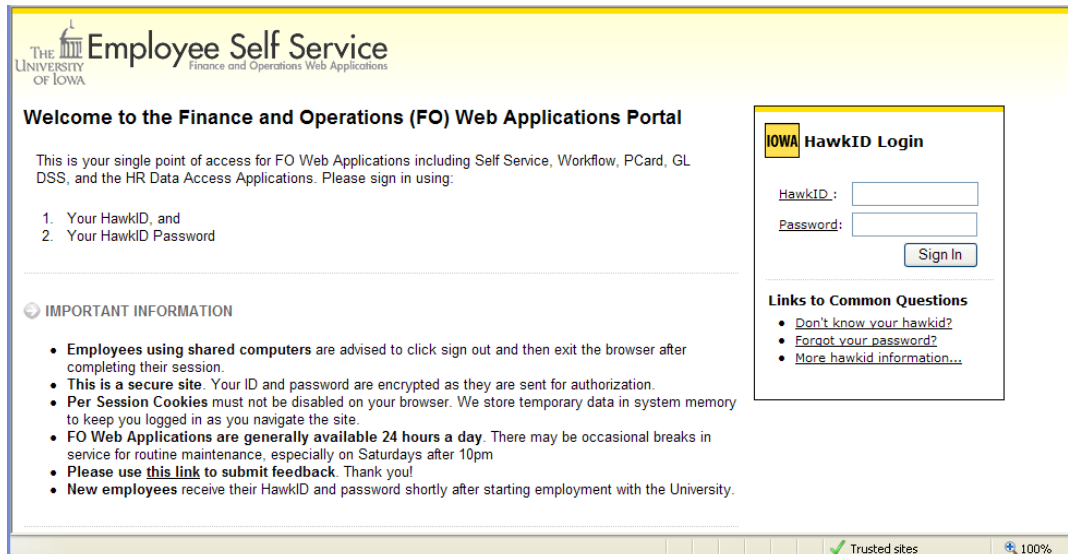 THE
UNIVERSITY
OF IOWA
Employee Self Service
Finance and Operations Web Applications
Welcome to the Finance and Operations (FO) Web Applications Portal
This is your single point of access for FO Web Applications including Self Service, Workflow, PCard, GL
DSS, and the HR Data Access Applications. Please sign in using:
1. Your HawkID, and
2. Your HawkID Password
IMPORTANT INFORMATION
• Employees using shared computers are advised to click sign out and then exit the browser after
completing their session.
• This is a secure site. Your ID and password are encrypted as they are sent for authorization.
• Per Session Cookies must not be disabled on your browser. We store temporary data in system memory
to keep you logged in as you navigate the site.
• FO Web Applications are generally available 24 hours a day. There may be occasional breaks in
service for routine maintenance, especially on Saturdays after 10pm
• Please use this link to submit feedback. Thank you!
• New employees receive their HawkID and password shortly after starting employment with the University.
IOWA HawkID Login
HawkID :
Password:
Sign In
Links to Common Questions
• Don't know your hawkid?
• Forgot your password?
• More hawkid information...
Trusted sites
100%